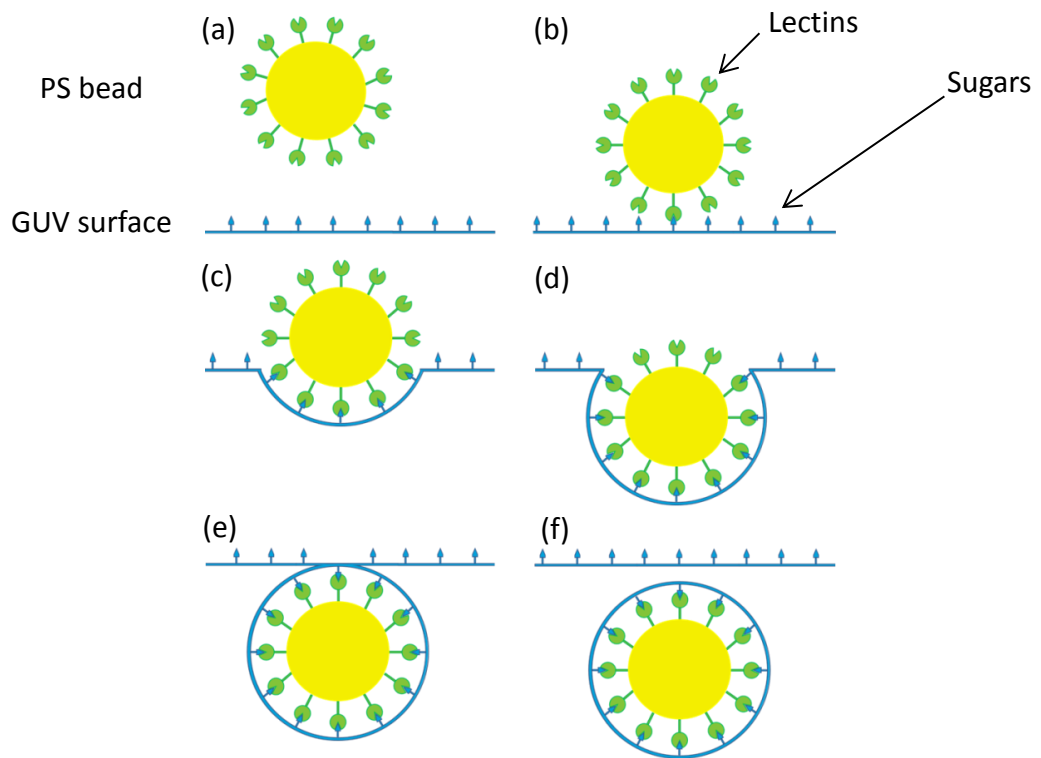 (a)
(b)
Lectins
PS bead
Sugars
GUV surface
(c)
(d)
(e)
(f)